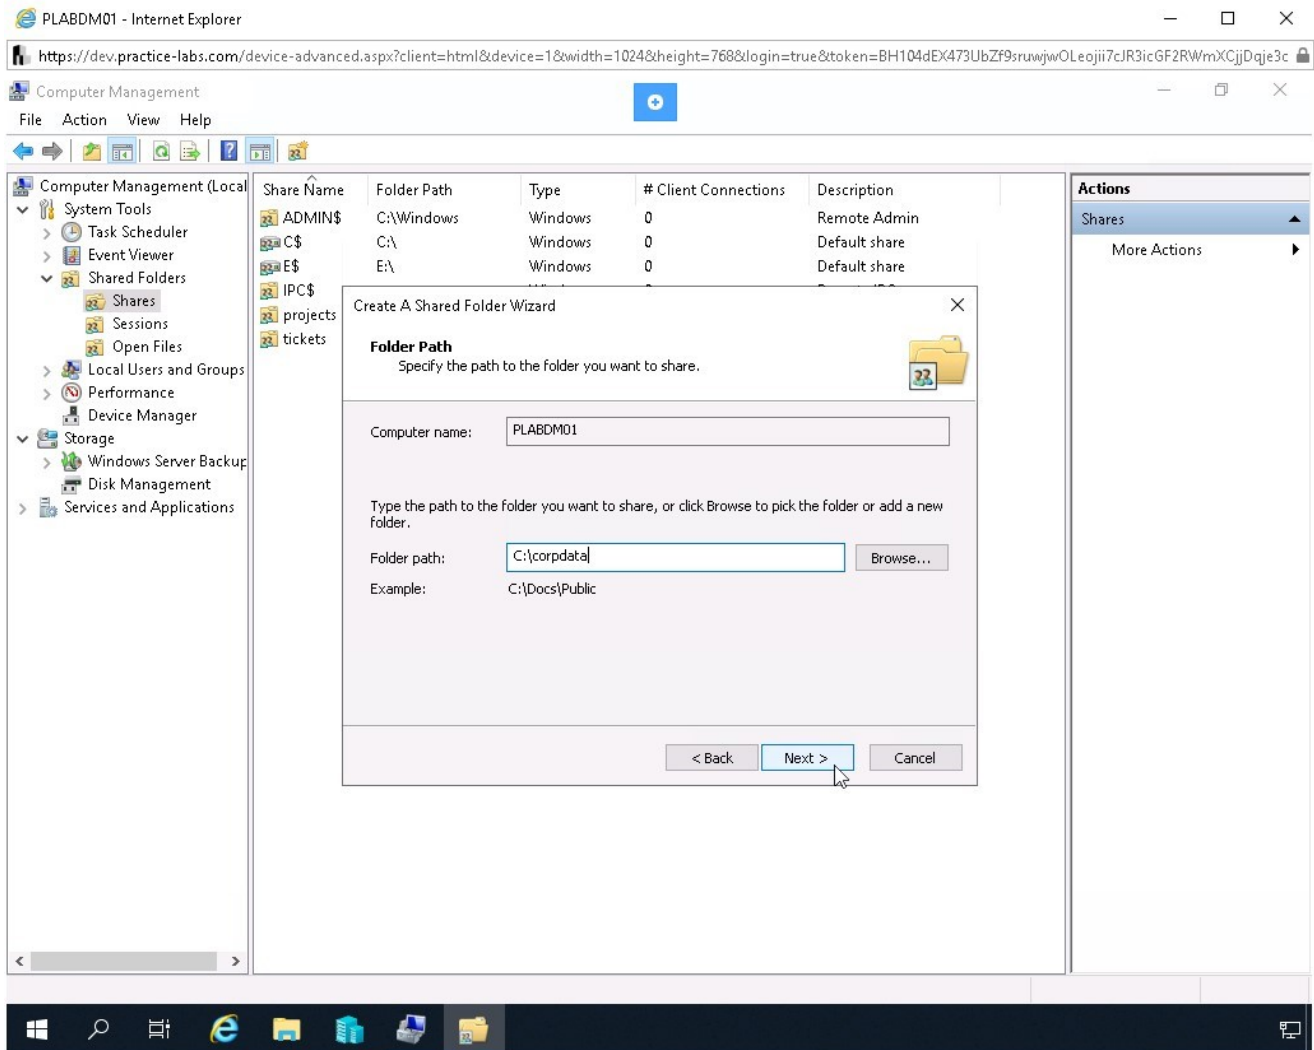 PLABDM01 - Internet Explorer
https://dev.practice-labs.com/device-advanced.aspx?client=html&device=1&width=1024&height=768&login=true&token=BH104dEX473UbZf9sruwjwOLeojii7cJR3icGF2RWmXCjjDqje3c
Computer Management
File Action View Help
Computer Management (Local
System Tools
Task Scheduler
Event Viewer
Shared Folders
Shares
Sessions
Open Files
Local Users and Groups
Performance
Device Manager
Storage
Windows Server Backup
Disk Management
Services and Applications
Share Name Folder Path Type # Client Connections Description
ADMIN$ C:\Windows Windows 0 Remote Admin
C$ C:\ Windows 0 Default share
E$ E:\ Windows 0 Default share
IPC$
projects
tickets
Create A Shared Folder Wizard
Folder Path
Specify the path to the folder you want to share.
Computer name: PLABDM01
Type the path to the folder you want to share, or click Browse to pick the folder or add a new
folder.
Folder path: C:\corpdata Browse...
Example: C:\Docs\Public
< Back Next > Cancel
Actions
Shares
More Actions